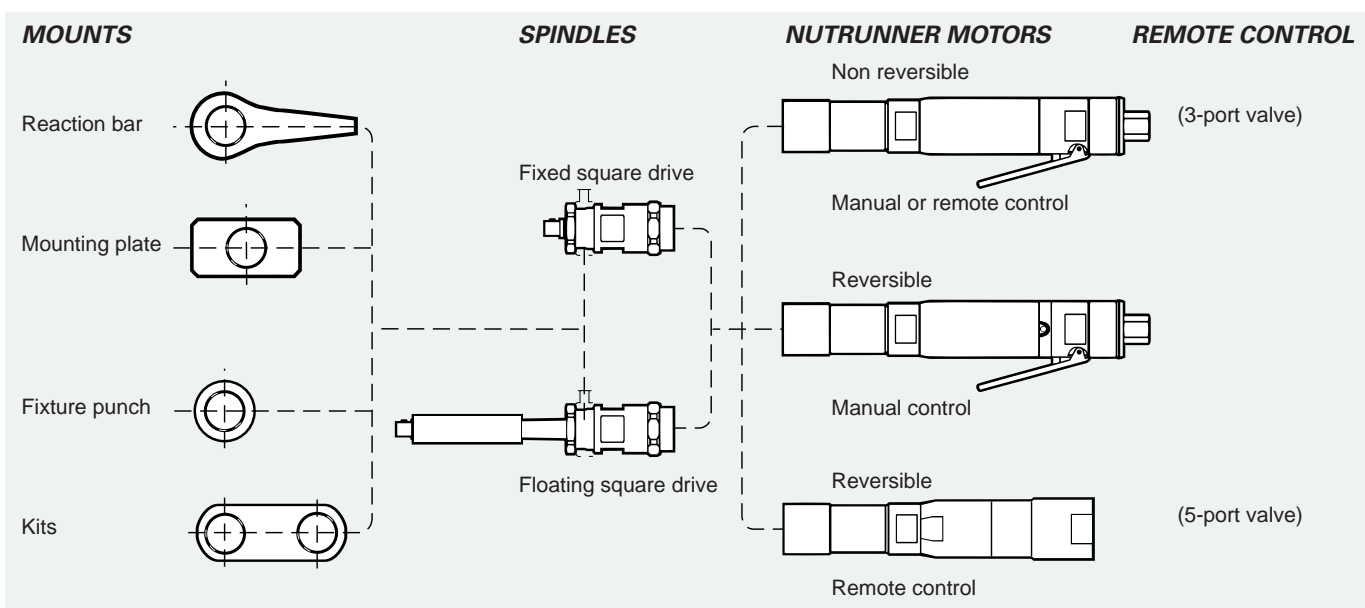 MOUNTS
SPINDLES
NUTRUNNER MOTORS
REMOTE CONTROL
Reaction bar
Mounting plate
Fixture punch
Kits
Fixed square drive
Floating square drive
Non reversible
Manual or remote control
Reversible
Manual control
Reversible
Remote control
(3-port valve)
(5-port valve)